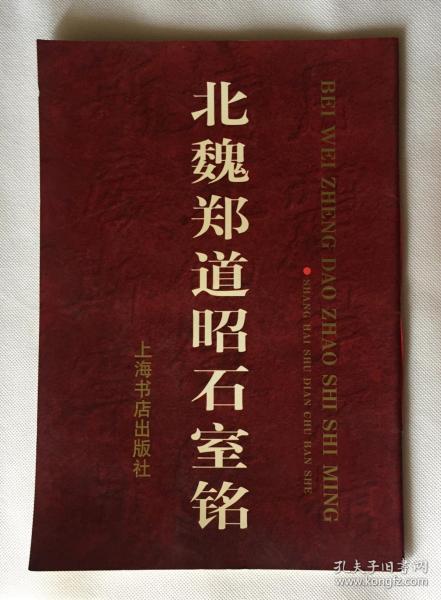 北魏郑道昭石室铭
上海书店出版社
BEI WEI ZHENG DAO ZHAO SHI SHI MING
SHANG HAI SHU DIAN CHU BAN SHE
孔夫子旧书网
www.kongfz.com